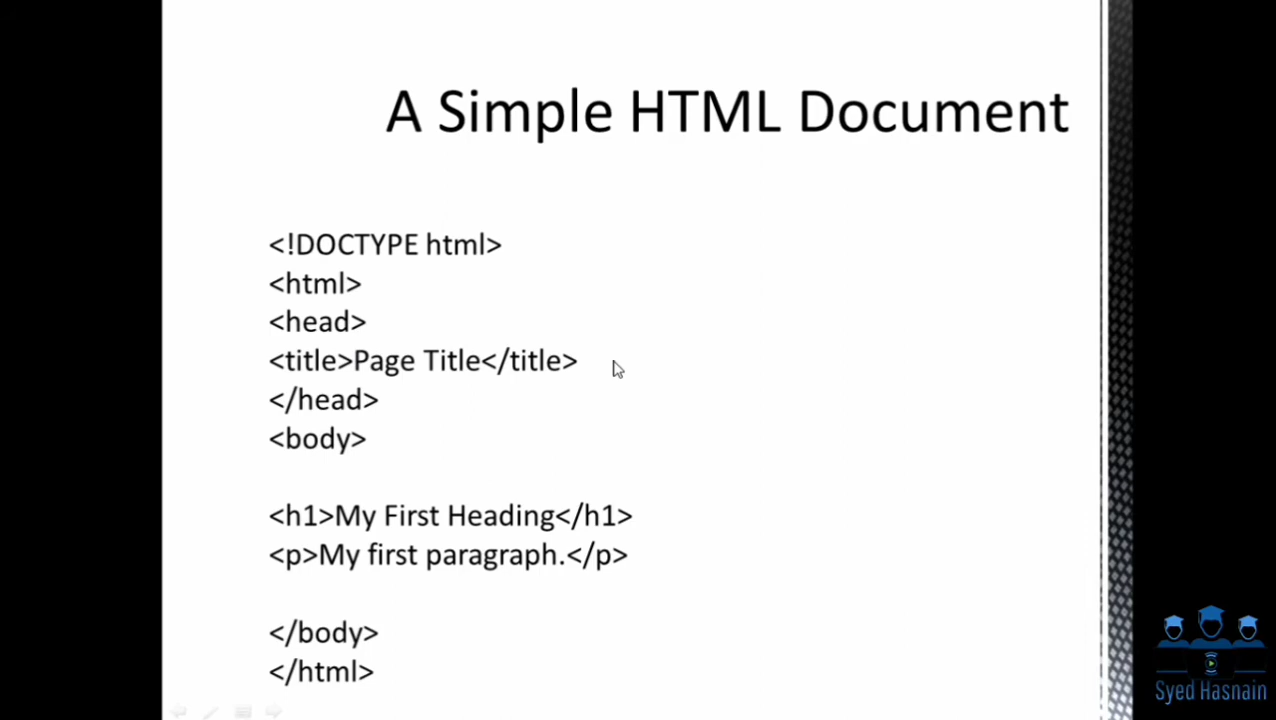 A Simple HTML Document
<!DOCTYPE html>
<html>
<head>
<title>Page Title</title>
</head>
<body>
<h1>My First Heading</h1>
<p>My first paragraph.</p>
</body>
</html>
Syed Hasnain